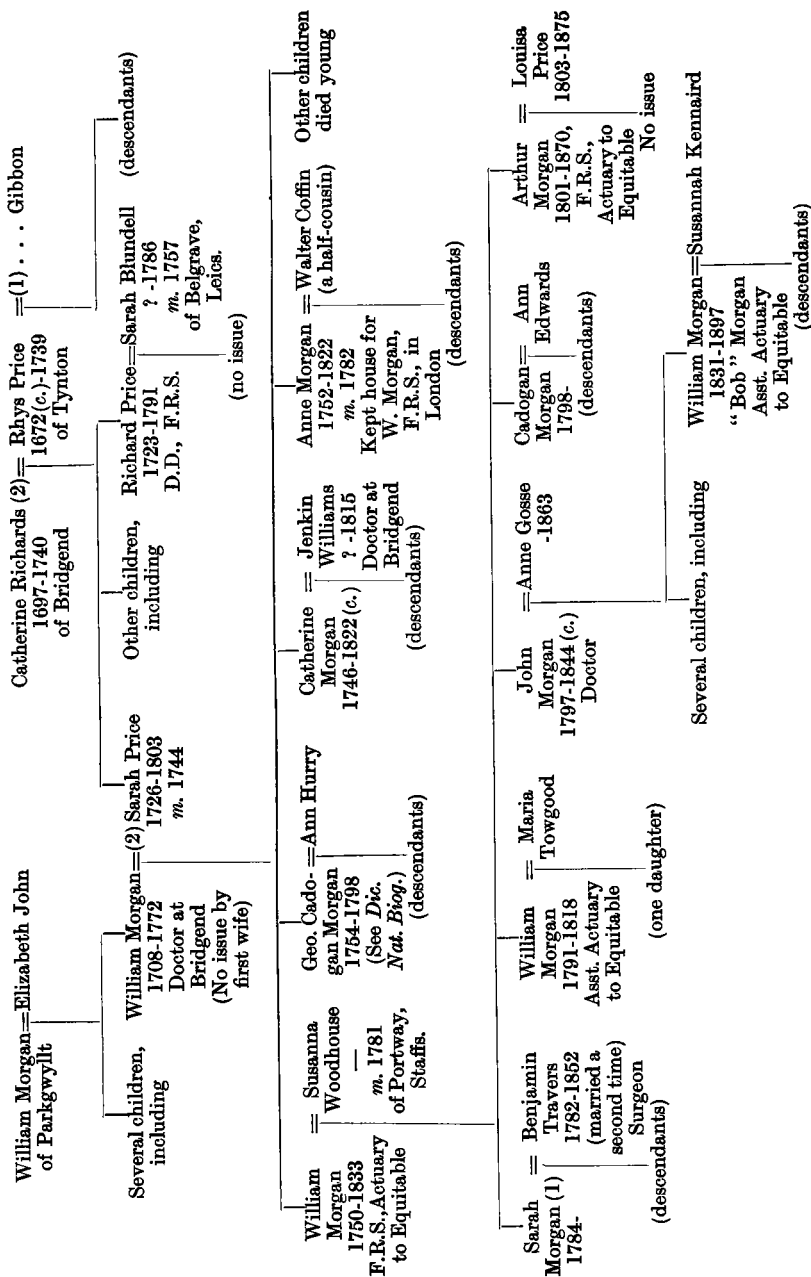 William Morgan=Elizabeth John
of Parkgwyllt
Catherine Richards (2)= Rhys Price =(1) . . . Gibbon
1697-1740
of Bridgend
1672(c.)-1739
of Tynton
Several children,
including
William Morgan=(2) Sarah Price
1708-1772
Doctor at
Bridgend
(No issue by
first wife)
1726-1803
m. 1744
Other children,
including
Richard Price=Sarah Blundell
1723-1791
D.D., F.R.S.
? -1786
m. 1757
of Belgrave,
Leics.
(no issue)
(descendants)
William
Morgan
1750-1833
F.R.S., Actuary
to Equitable
= Susanna
Woodhouse
—
m. 1781
of Portway,
Staffs.
Geo. Cado-
gan Morgan
1754-1798
(See Dic.
Nat. Biog.)
=Ann Hurry
(descendants)
Catherine
Morgan
1746-1822(c.)
= Jenkin
Williams
? -1815
Doctor at
Bridgend
(descendants)
Anne Morgan
1752-1822
m. 1782
Kept house for
W. Morgan,
F.R.S., in
London
= Walter Coffin
(a half-cousin)
(descendants)
Other children
died young
Sarah
Morgan (1)
1784-
= Benjamin
Travers
1782-1852
(married a
second time)
Surgeon
(descendants)
William
Morgan
1791-1818
Asst. Actuary
to Equitable
= Maria
Towgood
(one daughter)
John
Morgan
1797-1844(c.)
Doctor
=Anne Gosse
-1863
Cadogan
Morgan
1798-
= Ann
Edwards
(descendants)
Arthur
Morgan
1801-1870,
F.R.S.,
Actuary to
Equitable
= Louisa
Price
1803-1875
No issue
Several children, including
William Morgan=Susannah Kennaird
1831-1897
"Bob" Morgan
Asst. Actuary
to Equitable
(descendants)